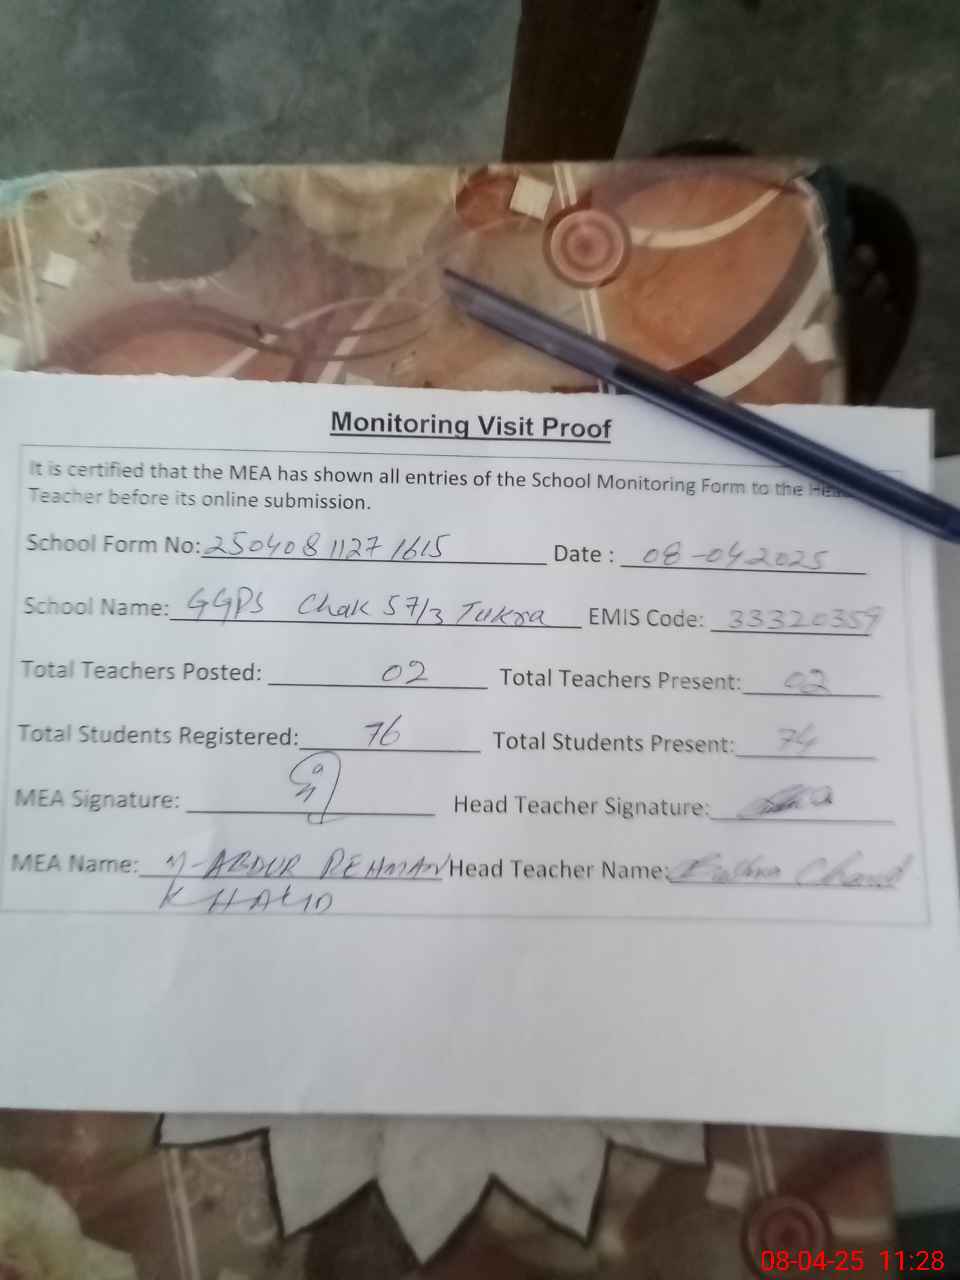 Monitoring Visit Proof
It is certified that the MEA has shown all entries of the School Monitoring Form to the Head
Teacher before its online submission.
School Form No: 250408 1127 1615 Date : 08-04-2025
School Name: GGPS Chak 57/3 Tukra EMIS Code: 33320359
Total Teachers Posted: 02 Total Teachers Present: 02
Total Students Registered: 76 Total Students Present: 74
MEA Signature: Head Teacher Signature:
MEA Name: M-ABDUR REHMAN Head Teacher Name:
KHALID
08-04-25 11:28